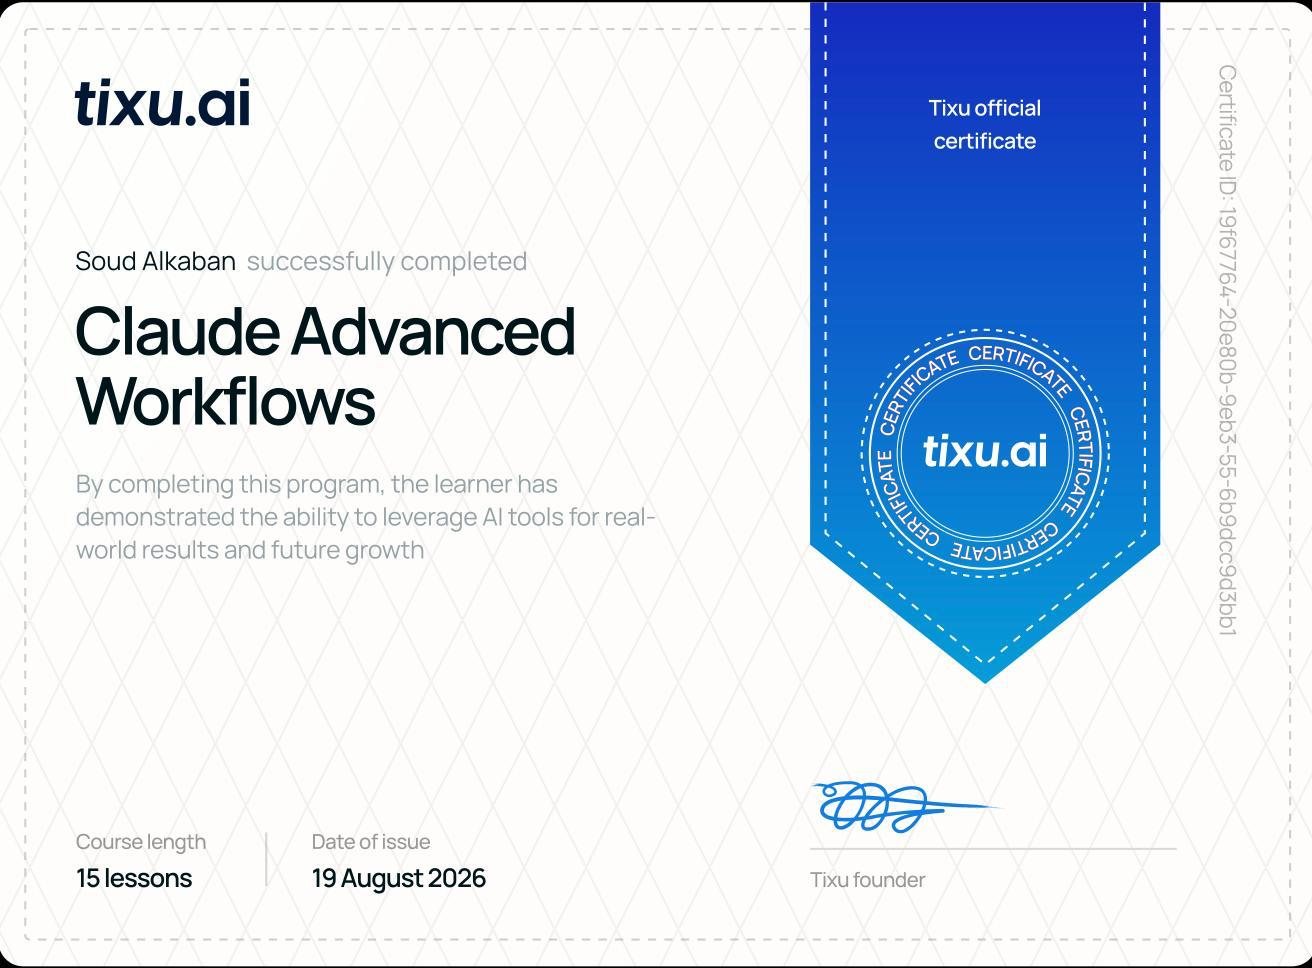 tixu.ai
Soud Alkaban successfully completed
Claude Advanced
Workflows
By completing this program, the learner has
demonstrated the ability to leverage AI tools for real-
world results and future growth
Course length
15 lessons
Date of issue
19 August 2026
Tixu official
certificate
CERTIFICATE CERTIFICATE CERTIFICATE CERTIFICATE CERTIFICATE CERTIFICATE
tixu.ai
Tixu founder
Certificate ID: 19f67764-20e80b-9eb3-55-6b9dcc9d3bb1